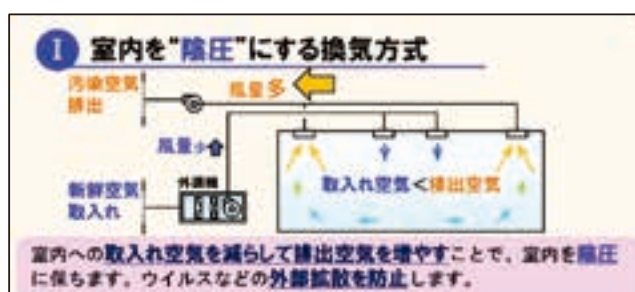 I 室内を"陰圧"にする換気方式
汚染空気
排出
風量多
風量少
新鮮空気
取入れ
外調機
取入れ空気<排出空気
室内への取入れ空気を減らして排出空気を増やすことで、室内を陰圧
に保ちます。ウイルスなどの外部拡散を防止します。